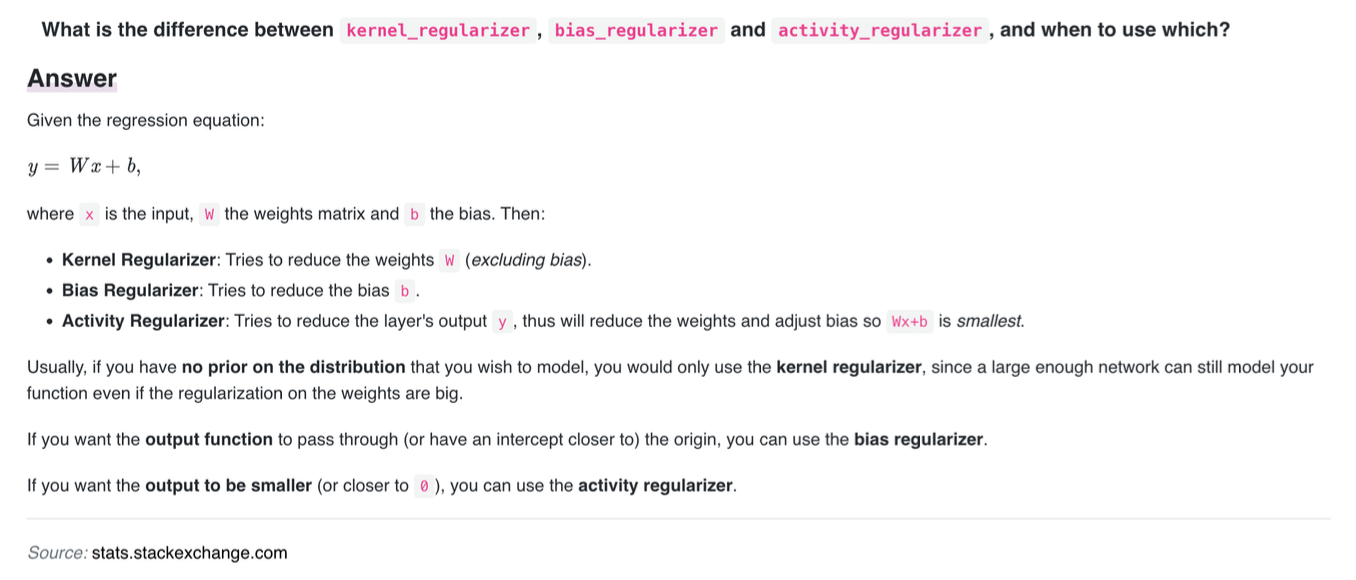 What is the difference between kernel_regularizer , bias_regularizer and activity_regularizer , and when to use which?
Answer
Given the regression equation:
y = Wx + b,
where x is the input, W the weights matrix and b the bias. Then:
• Kernel Regularizer: Tries to reduce the weights W (excluding bias).
• Bias Regularizer: Tries to reduce the bias b .
• Activity Regularizer: Tries to reduce the layer's output y , thus will reduce the weights and adjust bias so Wx+b is smallest.
Usually, if you have no prior on the distribution that you wish to model, you would only use the kernel regularizer, since a large enough network can still model your
function even if the regularization on the weights are big.
If you want the output function to pass through (or have an intercept closer to) the origin, you can use the bias regularizer.
If you want the output to be smaller (or closer to 0 ), you can use the activity regularizer.
Source: stats.stackexchange.com